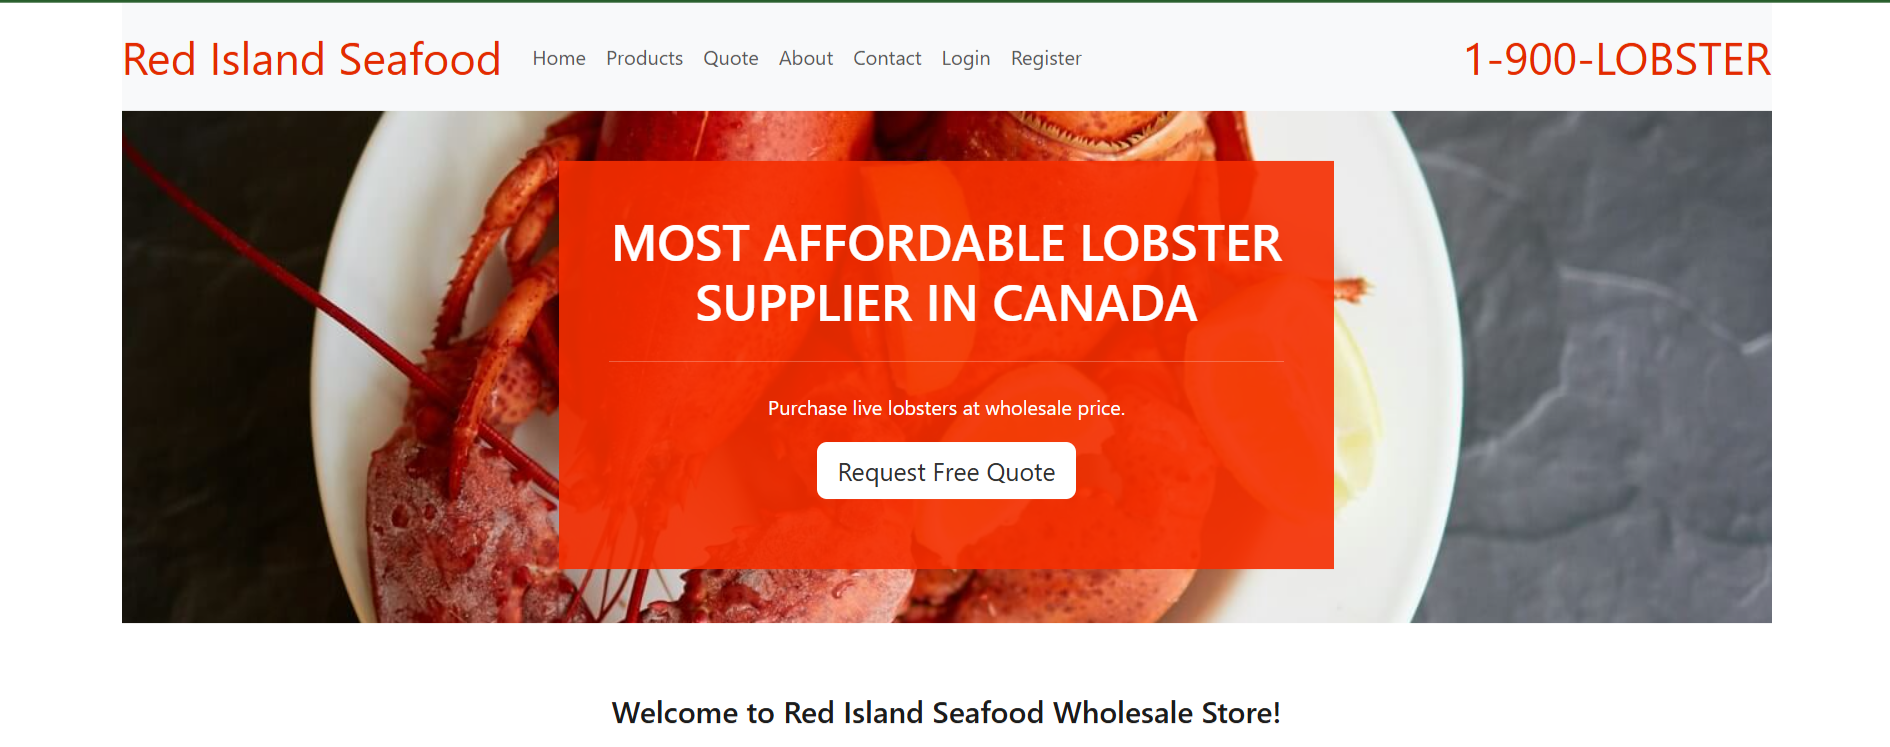 Red Island Seafood
Home Products Quote About Contact Login Register
1-900-LOBSTER
MOST AFFORDABLE LOBSTER
SUPPLIER IN CANADA
Purchase live lobsters at wholesale price.
Request Free Quote
Welcome to Red Island Seafood Wholesale Store!